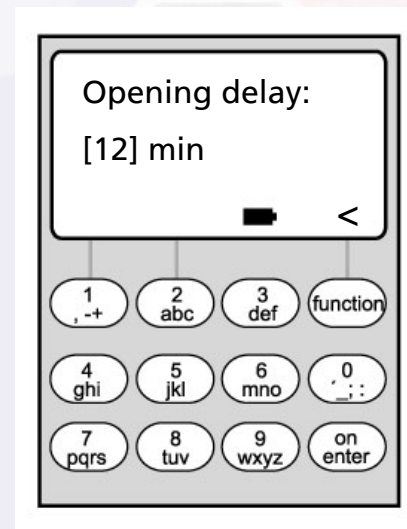 Opening delay:
[12] min
<
1 2 3 function
, -+ abc def
4 5 6 0
ghi jkl mno ´_; :
7 8 9 on
pqrs tuv wxyz enter